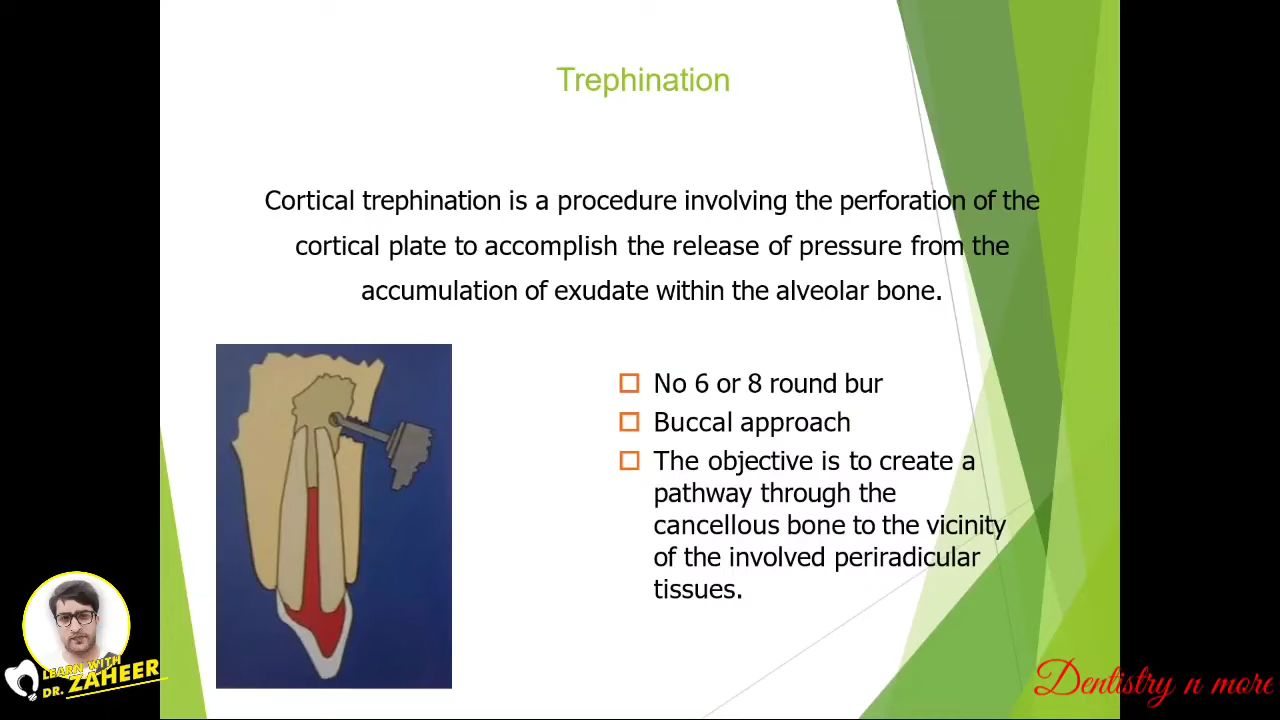 Trephination
Cortical trephination is a procedure involving the perforation of the
cortical plate to accomplish the release of pressure from the
accumulation of exudate within the alveolar bone.
No 6 or 8 round bur
Buccal approach
The objective is to create a
pathway through the
cancellous bone to the vicinity
of the involved periradicular
tissues.
LEARN WITH
DR. ZAHEER
Dentistry n more